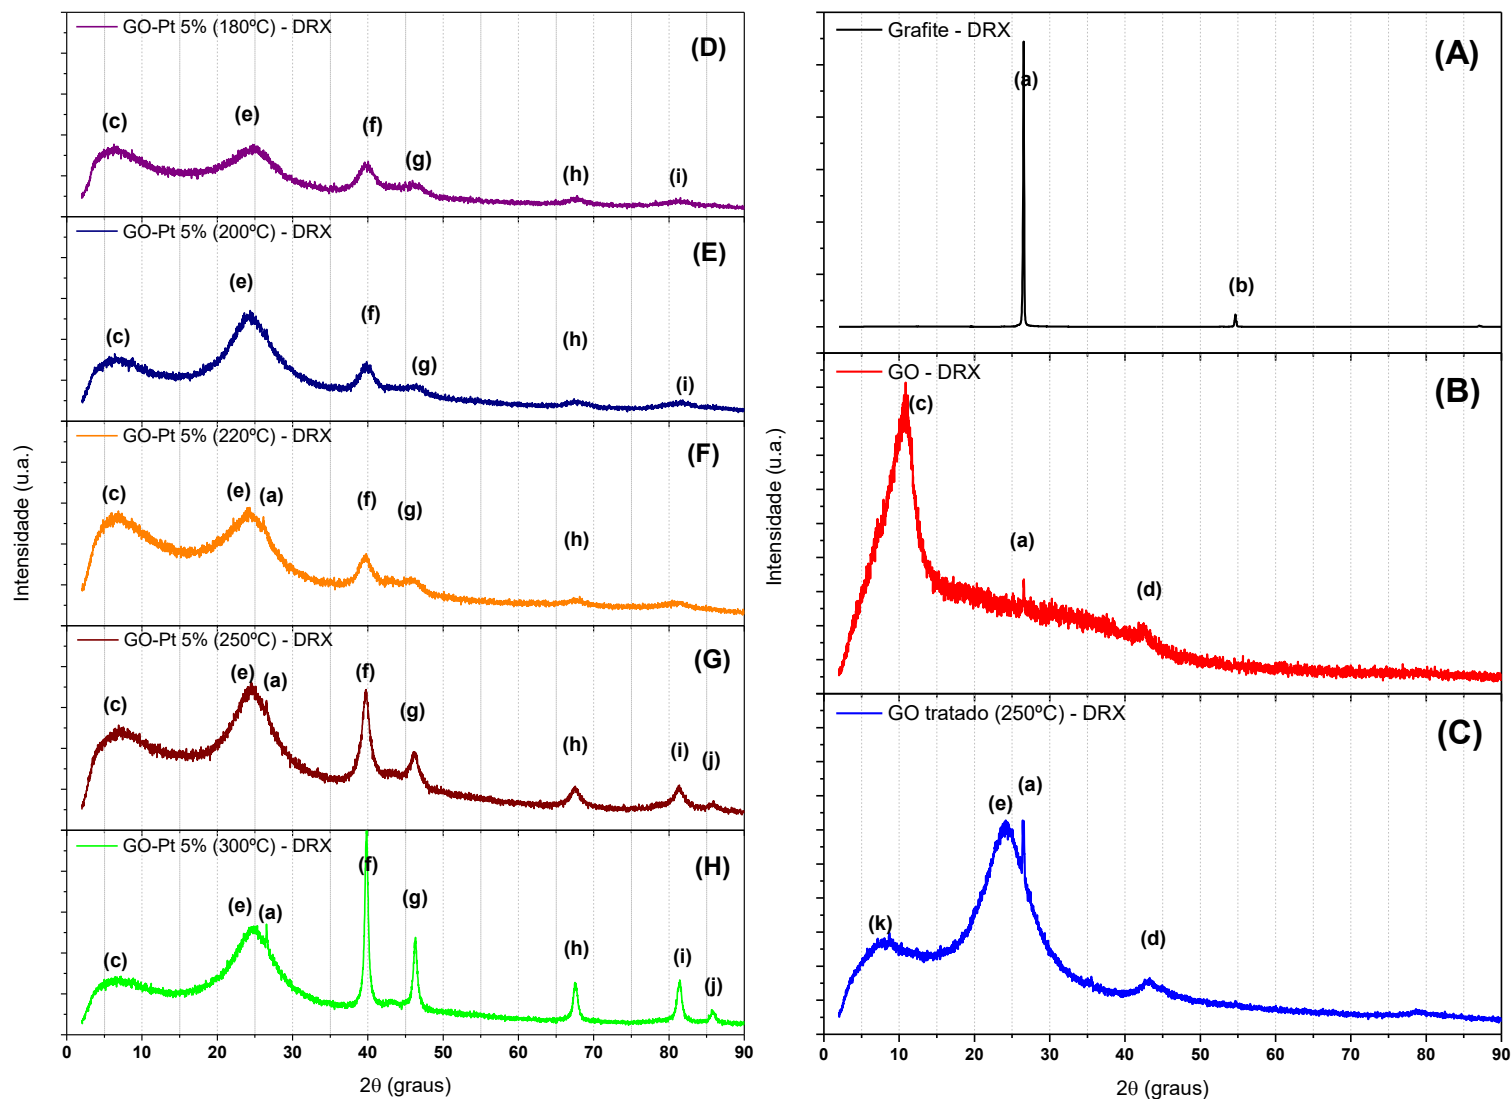 GO-Pt 5% (180ºC) - DRX
(D)
(c)
(e)
(f)
(g)
(h)
(i)
GO-Pt 5% (200ºC) - DRX
(E)
(e)
(c)
(f)
(g)
(h)
(i)
GO-Pt 5% (220ºC) - DRX
(F)
(c)
(e)
(a)
(f)
(g)
(h)
GO-Pt 5% (250ºC) - DRX
(G)
(c)
(e)
(a)
(f)
(g)
(h)
(i)
(j)
GO-Pt 5% (300ºC) - DRX
(H)
(c)
(e)
(a)
(f)
(g)
(h)
(i)
(j)
Intensidade (u.a.)
0 10 20 30 40 50 60 70 80 90
2θ (graus)
Grafite - DRX
(A)
(a)
(b)
GO - DRX
(B)
(c)
(a)
(d)
GO tratado (250ºC) - DRX
(C)
(k)
(e)
(a)
(d)
Intensidade (u.a.)
0 10 20 30 40 50 60 70 80 90
2θ (graus)